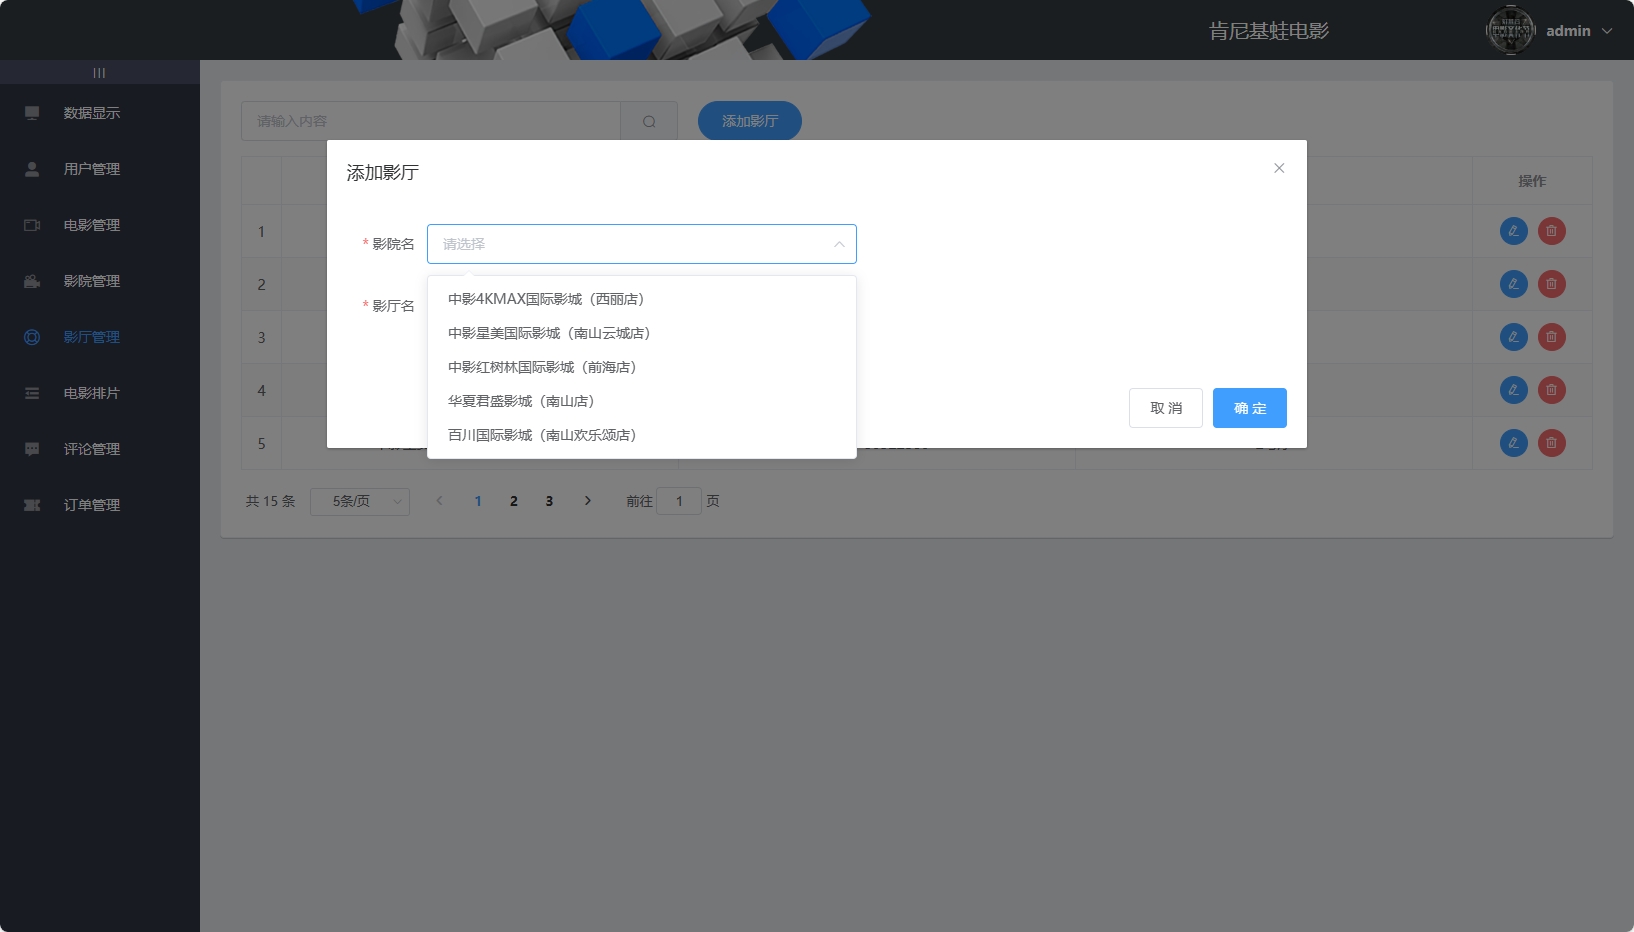 肯尼基蛙电影
admin
数据显示
用户管理
电影管理
影院管理
影厅管理
电影排片
评论管理
订单管理
请输入内容
添加影厅
操作
添加影厅
* 影院名
请选择
* 影厅名
中影4KMAX国际影城（西丽店）
中影星美国际影城（南山云城店）
中影红树林国际影城（前海店）
华夏君盛影城（南山店）
百川国际影城（南山欢乐颂店）
取 消
确 定
1
2
3
4
5
共 15 条
5条/页
1
2
3
前往
1
页